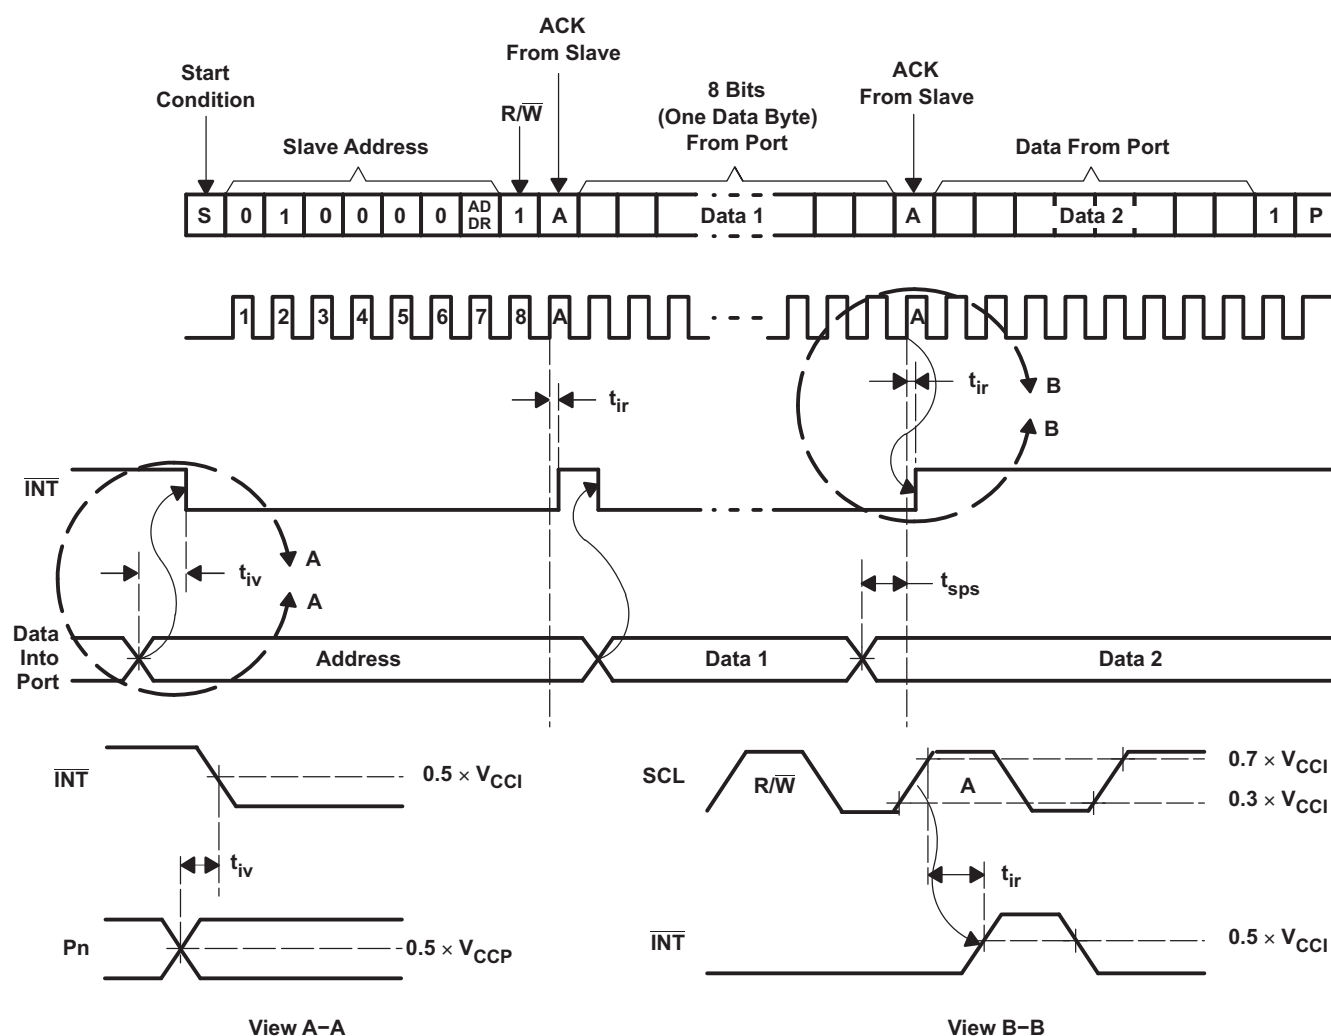 ACK
From Slave
Start
Condition
R/W̅
8 Bits
(One Data Byte)
From Port
ACK
From Slave
Slave Address
Data From Port
S 0 1 0 0 0 0 AD DR 1 A Data 1 A Data 2 1 P
1 2 3 4 5 6 7 8 A A
t_ir
t_ir
B
B
I̅N̅T̅
A
t_iv
A
t_sps
Data
Into
Port
Address
Data 1
Data 2
I̅N̅T̅
0.5 × V_CCI
t_iv
Pn
0.5 × V_CCP
View A–A
SCL
R/W̅
A
0.7 × V_CCI
0.3 × V_CCI
t_ir
I̅N̅T̅
0.5 × V_CCI
View B–B